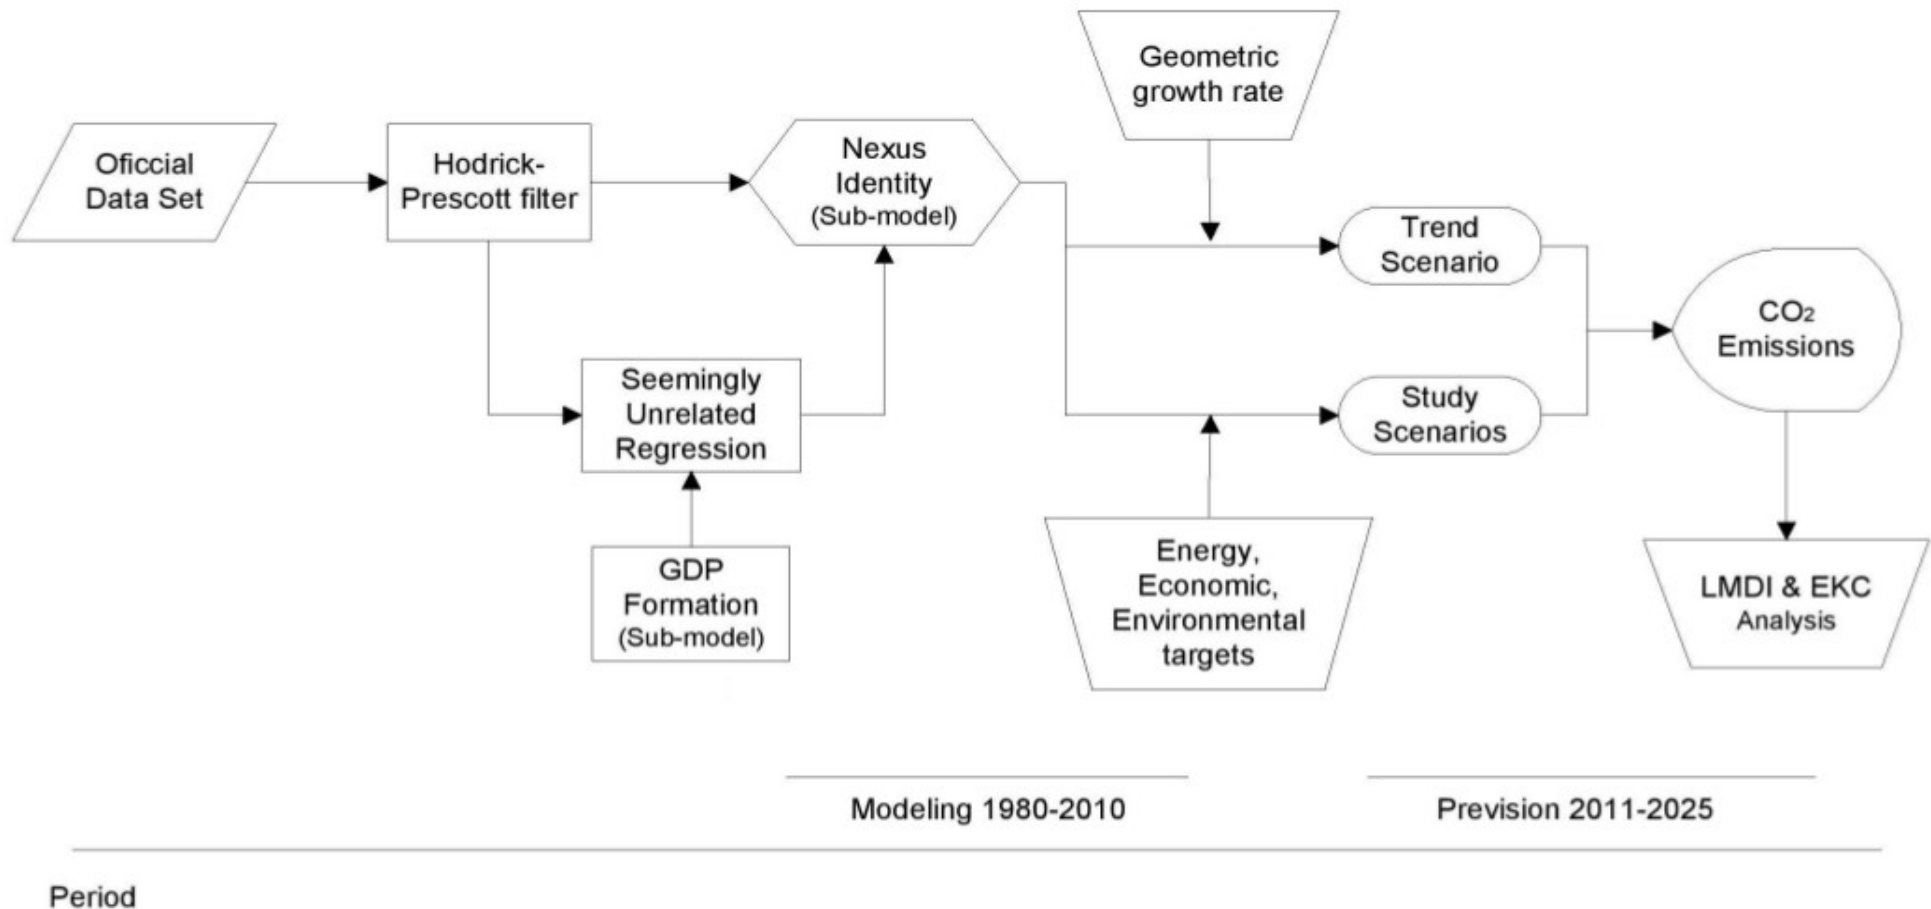 Geometric
growth rate
Oficcial
Data Set
Hodrick-
Prescott filter
Nexus
Identity
(Sub-model)
Trend
Scenario
CO₂
Emissions
Seemingly
Unrelated
Regression
Study
Scenarios
GDP
Formation
(Sub-model)
Energy,
Economic,
Environmental
targets
LMDI & EKC
Analysis
Modeling 1980-2010
Prevision 2011-2025
Period